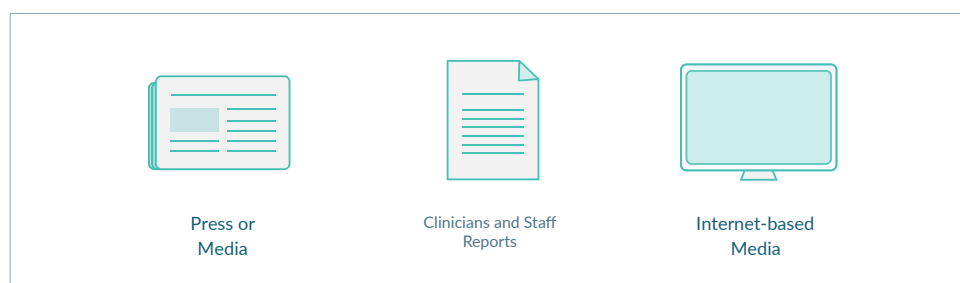 Press or
Media
Clinicians and Staff
Reports
Internet-based
Media